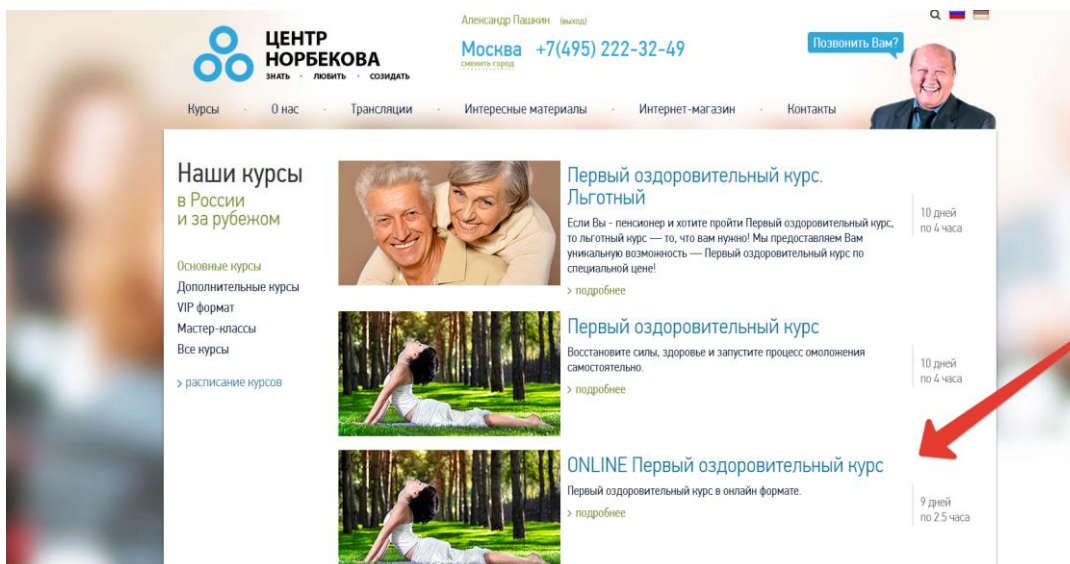 Александр Пашкин (выход)
ЦЕНТР
НОРБЕКОВА
ЗНАТЬ · ЛЮБИТЬ · СОЗИДАТЬ
Москва +7(495) 222-32-49
сменить город
Позвонить Вам?
Курсы - О нас - Трансляции - Интересные материалы - Интернет-магазин - Контакты
Наши курсы
в России
и за рубежом
Основные курсы
Дополнительные курсы
VIP формат
Мастер-классы
Все курсы
> расписание курсов
Первый оздоровительный курс.
Льготный
Если Вы - пенсионер и хотите пройти Первый оздоровительный курс,
то льготный курс — то, что вам нужно! Мы предоставляем Вам
уникальную возможность — Первый оздоровительный курс по
специальной цене!
> подробнее
10 дней
по 4 часа
Первый оздоровительный курс
Восстановите силы, здоровье и запустите процесс омоложения
самостоятельно.
> подробнее
10 дней
по 4 часа
ONLINE Первый оздоровительный курс
Первый оздоровительный курс в онлайн формате.
> подробнее
9 дней
по 2.5 часа